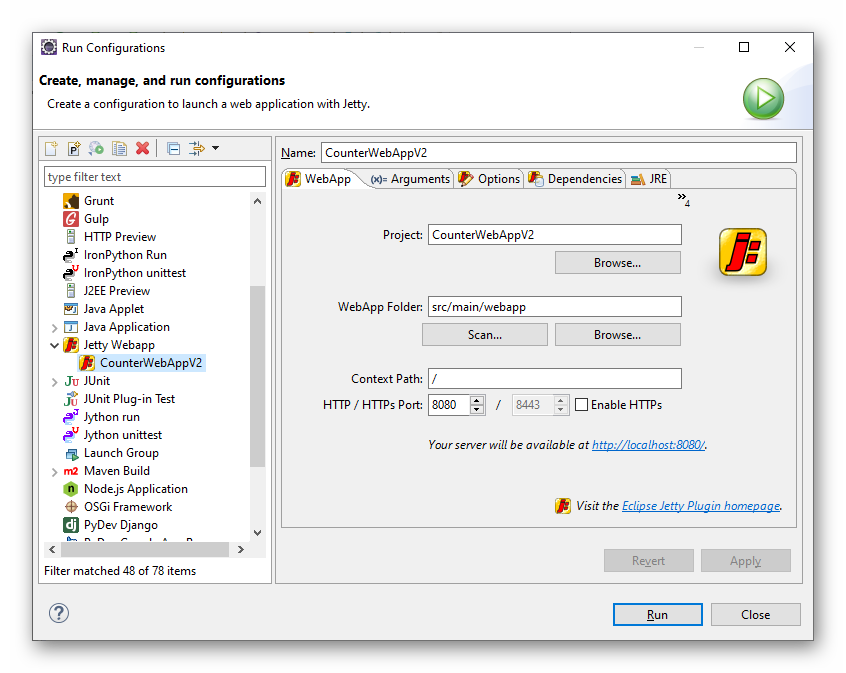 Run Configurations
Create, manage, and run configurations
Create a configuration to launch a web application with Jetty.
type filter text
Grunt
Gulp
HTTP Preview
IronPython Run
IronPython unittest
J2EE Preview
Java Applet
Java Application
Jetty Webapp
CounterWebAppV2
JUnit
JUnit Plug-in Test
Jython run
Jython unittest
Launch Group
Maven Build
Node.js Application
OSGi Framework
PyDev Django
Filter matched 48 of 78 items
Name: CounterWebAppV2
WebApp (x)= Arguments Options Dependencies JRE
»4
Project: CounterWebAppV2
Browse...
WebApp Folder: src/main/webapp
Scan... Browse...
Context Path: /
HTTP / HTTPs Port: 8080 / 8443 Enable HTTPs
Your server will be available at http://localhost:8080/.
Visit the Eclipse Jetty Plugin homepage.
Revert Apply
Run Close